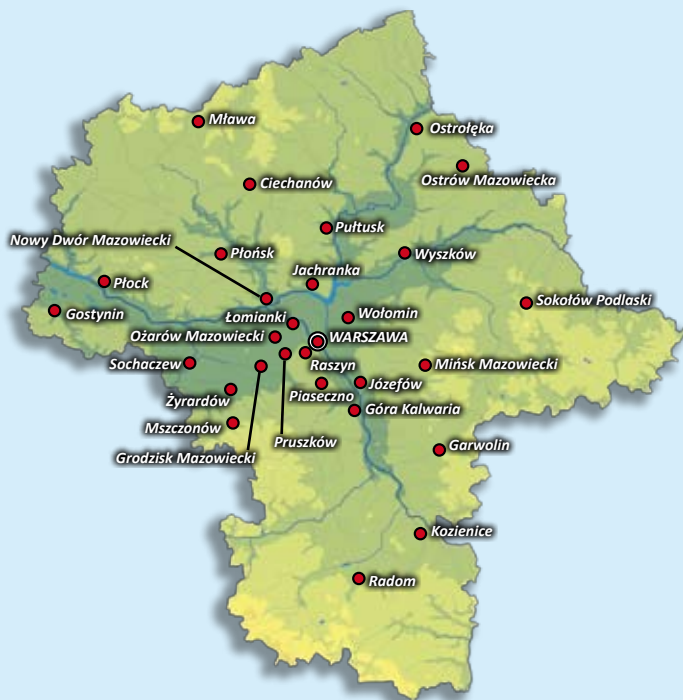 Mława
Ostrołęka
Ostrów Mazowiecka
Ciechanów
Pułtusk
Nowy Dwór Mazowiecki
Płońsk
Wyszków
Jachranka
Płock
Sokołów Podlaski
Gostynin
Łomianki
Wołomin
Ożarów Mazowiecki
WARSZAWA
Sochaczew
Raszyn
Mińsk Mazowiecki
Józefów
Piaseczno
Żyrardów
Góra Kalwaria
Mszczonów
Pruszków
Grodzisk Mazowiecki
Garwolin
Kozienice
Radom